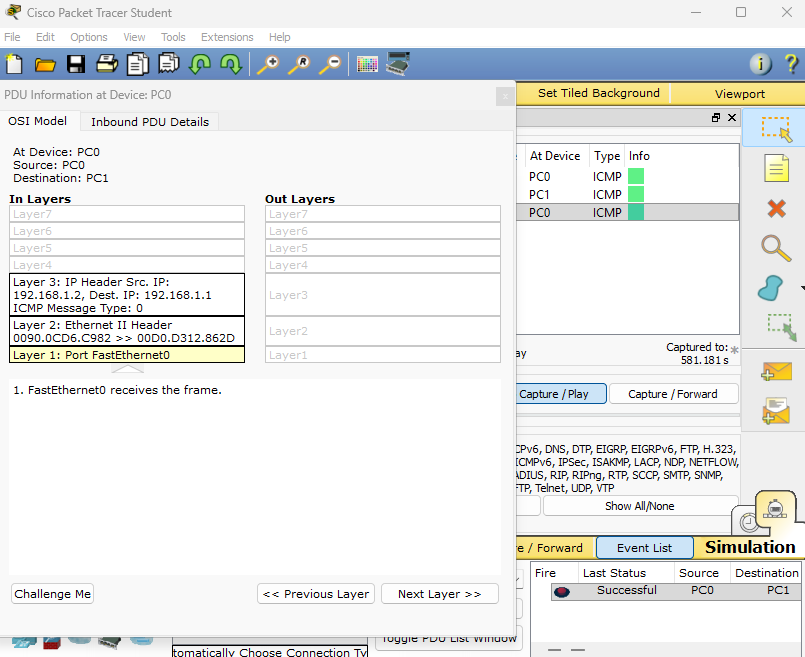 Cisco Packet Tracer Student
File Edit Options View Tools Extensions Help
PDU Information at Device: PC0
OSI Model Inbound PDU Details
At Device: PC0
Source: PC0
Destination: PC1
In Layers
Layer7
Layer6
Layer5
Layer4
Layer 3: IP Header Src. IP:
192.168.1.2, Dest. IP: 192.168.1.1
ICMP Message Type: 0
Layer 2: Ethernet II Header
0090.0CD6.C982 >> 00D0.D312.862D
Layer 1: Port FastEthernet0
Out Layers
Layer7
Layer6
Layer5
Layer4
Layer3
Layer2
Layer1
1. FastEthernet0 receives the frame.
Challenge Me << Previous Layer Next Layer >>
Set Tiled Background Viewport
At Device Type Info
PC0 ICMP
PC1 ICMP
PC0 ICMP
Captured to:
581.181 s
ay
Capture / Play Capture / Forward
CPv6, DNS, DTP, EIGRP, EIGRPv6, FTP, H.323,
ICMPv6, IPSec, ISAKMP, LACP, NDP, NETFLOW,
ADIUS, RIP, RIPng, RTP, SCCP, SMTP, SNMP,
FTP, Telnet, UDP, VTP
Show All/None
re / Forward Event List Simulation
Fire Last Status Source Destination
Successful PC0 PC1
Toggle PDU List Window
tomatically Choose Connection Ty